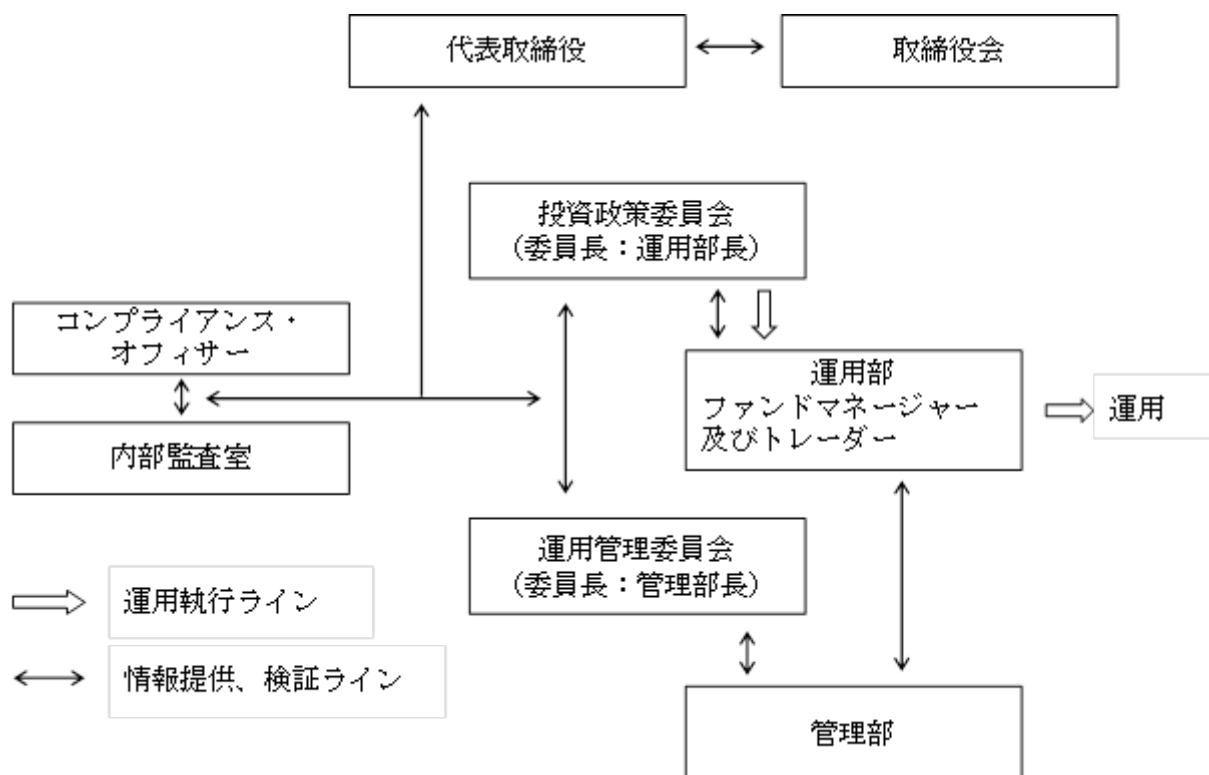 代表取締役
取締役会
投資政策委員会
(委員長：運用部長)
コンプライアンス・
オフィサー
運用部
ファンドマネージャー
及びトレーダー
運用
内部監査室
運用管理委員会
(委員長：管理部長)
運用執行ライン
情報提供、検証ライン
管理部